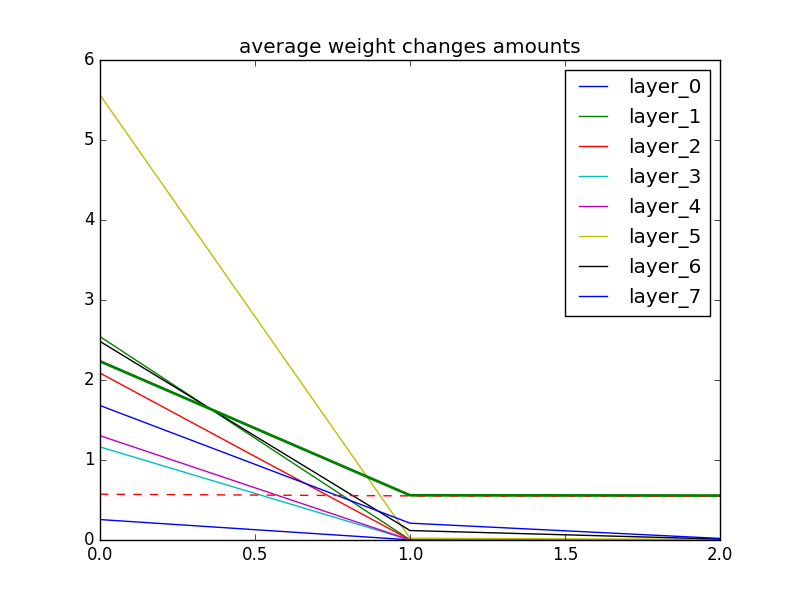 average weight changes amounts
6
5
4
3
2
1
0
0.0 0.5 1.0 1.5 2.0
layer_0
layer_1
layer_2
layer_3
layer_4
layer_5
layer_6
layer_7